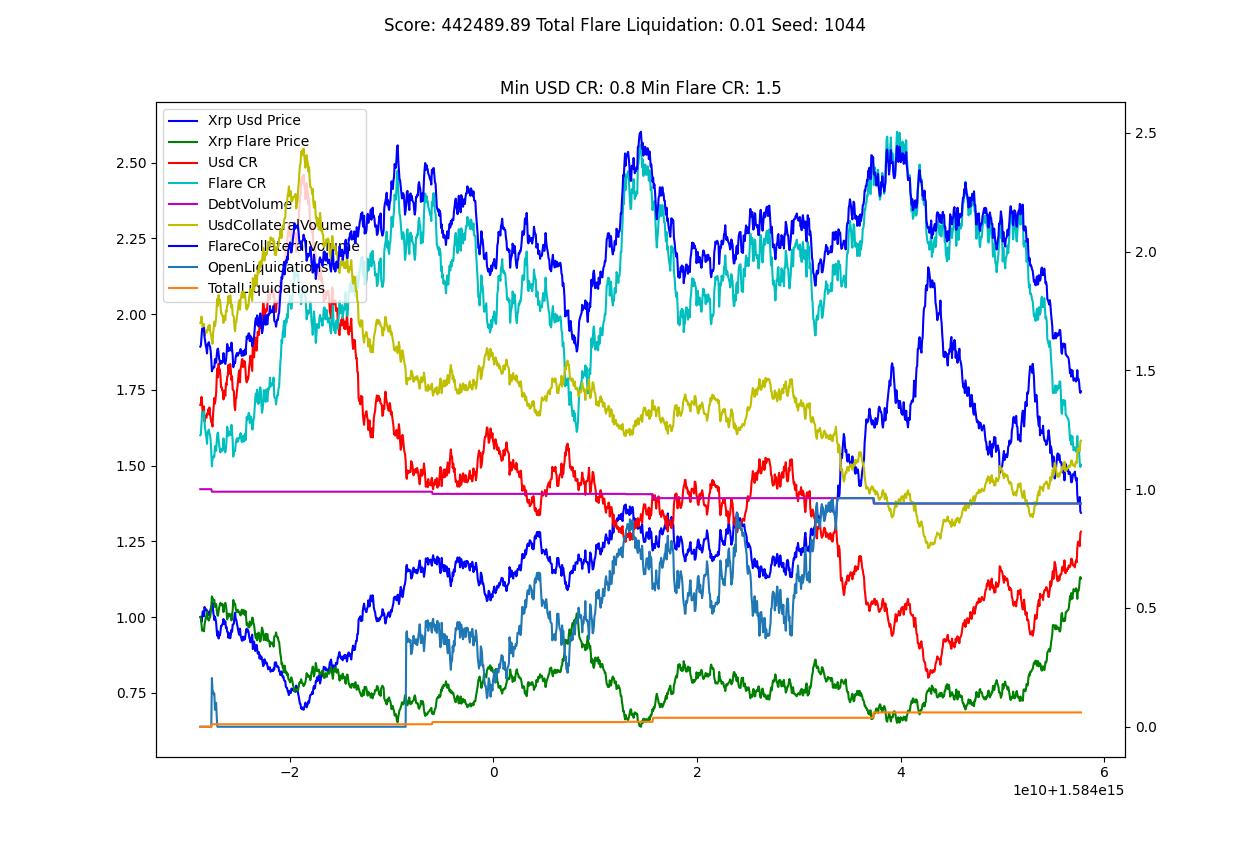 Score: 442489.89 Total Flare Liquidation: 0.01 Seed: 1044
Min USD CR: 0.8 Min Flare CR: 1.5
Xrp Usd Price
Xrp Flare Price
Usd CR
Flare CR
DebtVolume
UsdCollateralVolume
FlareCollateralVolume
OpenLiquidations
TotalLiquidations
2.50
2.25
2.00
1.75
1.50
1.25
1.00
0.75
2.5
2.0
1.5
1.0
0.5
0.0
−2 0 2 4 6
1e10+1.584e15